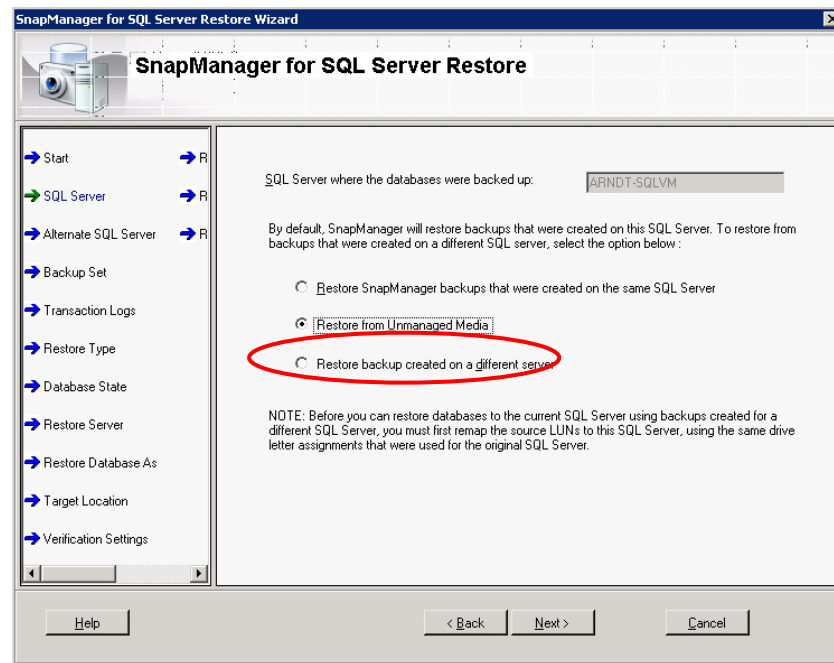 SnapManager for SQL Server Restore Wizard
SnapManager for SQL Server Restore
Start
R
SQL Server
R
Alternate SQL Server
R
Backup Set
Transaction Logs
Restore Type
Database State
Restore Server
Restore Database As
Target Location
Verification Settings
SQL Server where the databases were backed up:
ARNDT-SQLVM
By default, SnapManager will restore backups that were created on this SQL Server. To restore from
backups that were created on a different SQL server, select the option below :
Restore SnapManager backups that were created on the same SQL Server
Restore from Unmanaged Media
Restore backup created on a different server
NOTE: Before you can restore databases to the current SQL Server using backups created for a
different SQL Server, you must first remap the source LUNs to this SQL Server, using the same drive
letter assignments that were used for the original SQL Server.
Help
< Back
Next >
Cancel